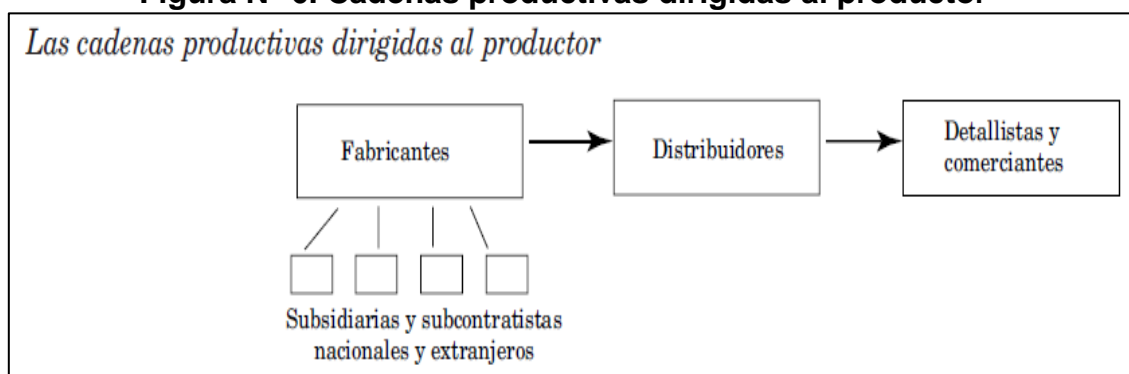 Las cadenas productivas dirigidas al productor
Fabricantes
Distribuidores
Detallistas y
comerciantes
Subsidiarias y subcontratistas
nacionales y extranjeros